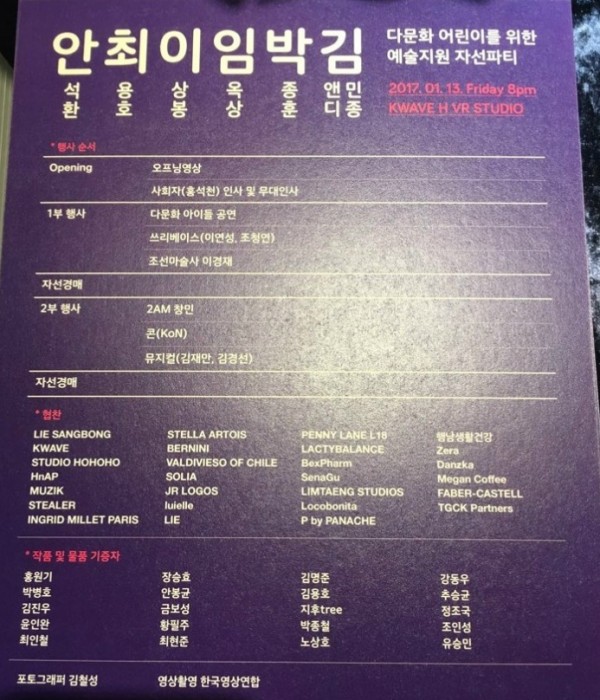 안최이임박김
석 용 상 옥 종 앤 민
환 호 봉 상 훈 디 종
다문화 어린이를 위한
예술지원 자선파티
2017. 01. 13. Friday 8pm
KWAVE H VR STUDIO
* 행사 순서
Opening 오프닝영상
사회자(홍석천) 인사 및 무대인사
1부 행사 다문화 아이들 공연
쓰리베이스(이연성, 조청연)
조선마술사 이경재
자선경매
2부 행사 2AM 창민
콘(KoN)
뮤지컬(김재만, 김경선)
자선경매
* 협찬
LIE SANGBONG STELLA ARTOIS PENNY LANE L18 행남생활건강
KWAVE BERNINI LACTYBALANCE Zera
STUDIO HOHOHO VALDIVIESO OF CHILE BexPharm Danzka
HnAP SOLIA SenaGu Megan Coffee
MUZIK JR LOGOS LIMTAENG STUDIOS FABER-CASTELL
STEALER luielle Locobonita TGCK Partners
INGRID MILLET PARIS LIE P by PANACHE
* 작품 및 물품 기증자
홍원기 장승효 김명준 강동우
박병호 안봉균 김용호 추승균
김진우 금보성 지후tree 정조국
윤인완 황필주 박종철 조인성
최인철 최현준 노상호 유승민
포토그래퍼 김철성 영상촬영 한국영상연합